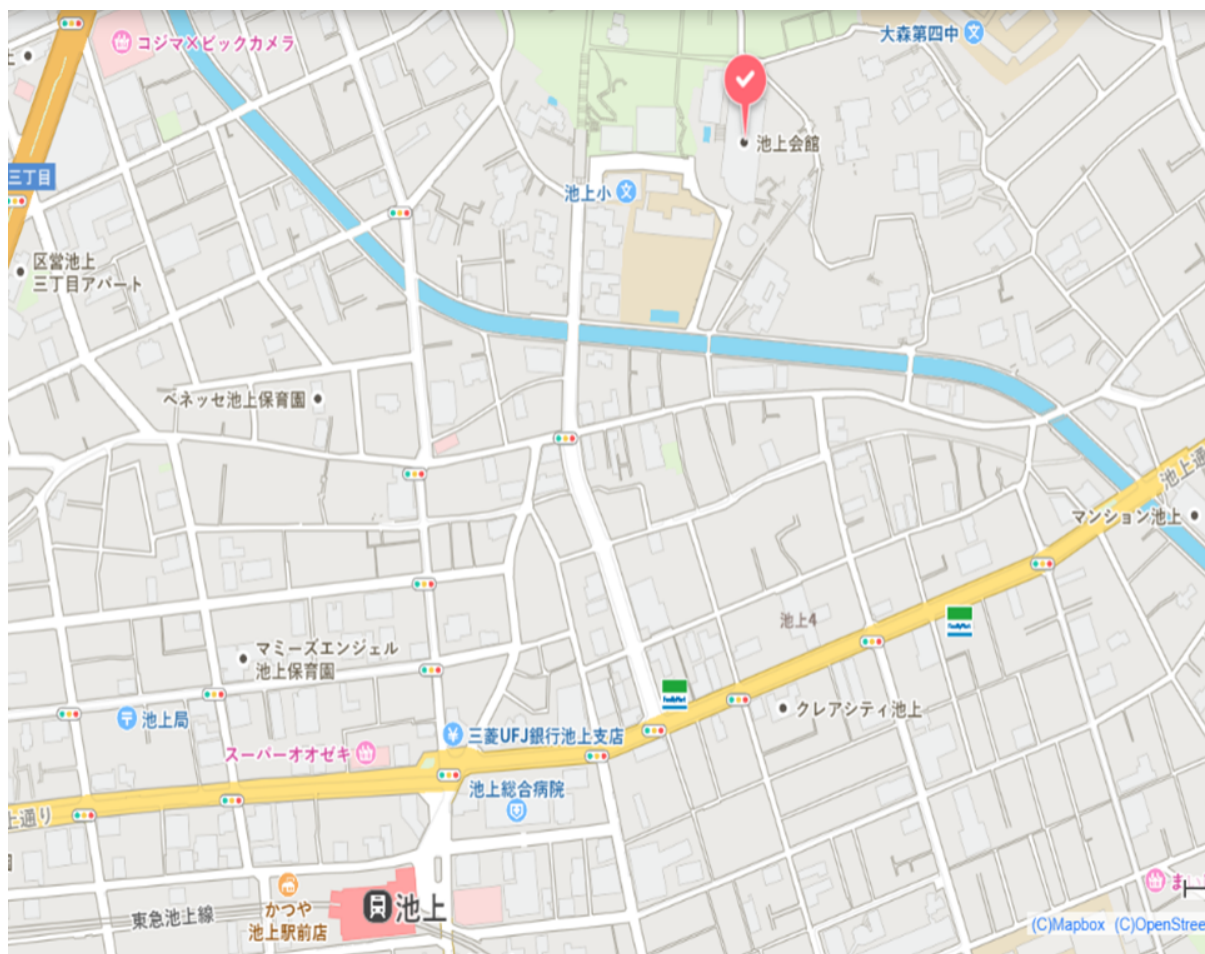 コジマ×ビックカメラ
大森第四中
上
池上会館
三丁目
池上小
区営池上
三丁目アパート
ベネッセ池上保育園
池上通
マンション池上
池上4
FamilyMart
マミーズエンジェル
池上保育園
FamilyMart
クレアシティ池上
池上局
三菱UFJ銀行池上支店
スーパーオオゼキ
池上総合病院
上通り
かつや
池上駅前店
池上
東急池上線
ま
(C)Mapbox (C)OpenStree